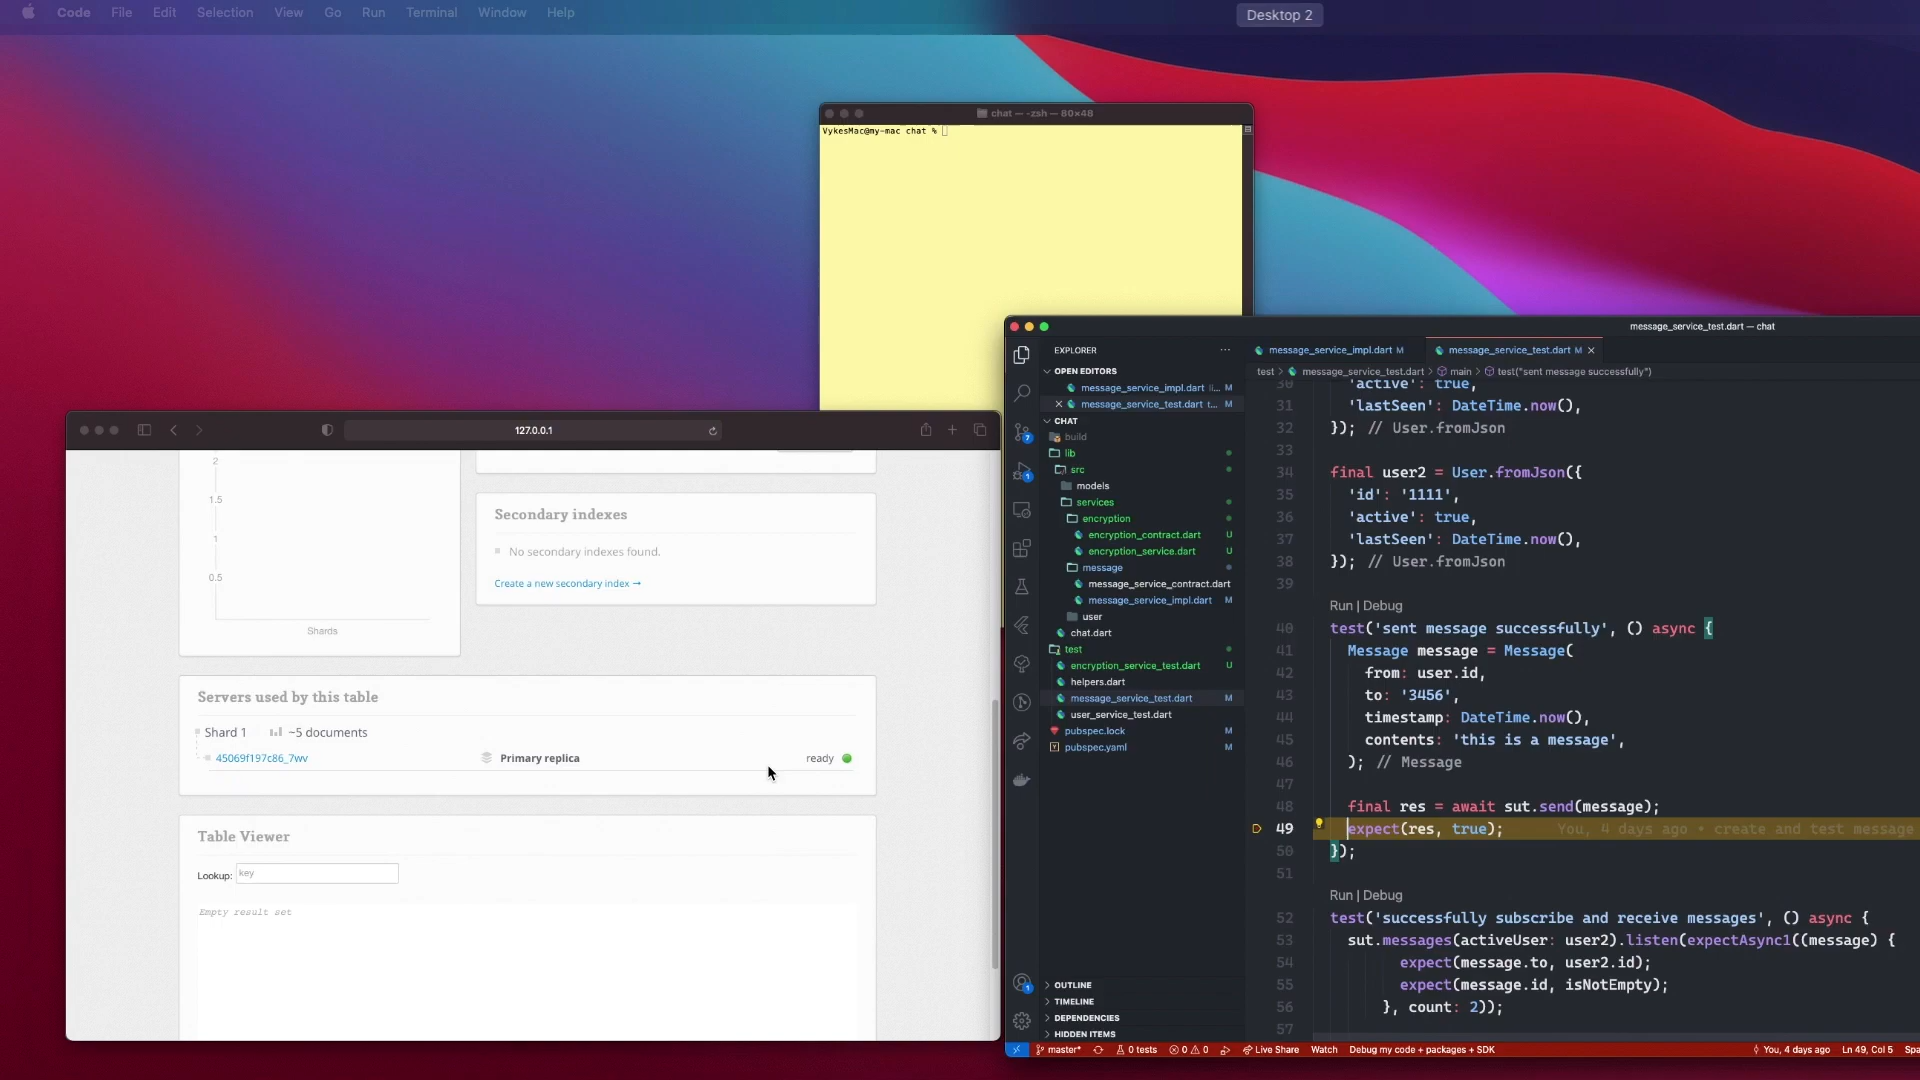 Code File Edit Selection View Go Run Terminal Window Help
Desktop 2
chat — -zsh — 80×48
VykesMac@my-mac chat %
127.0.0.1
2
1.5
1
0.5
Shards
Secondary indexes
No secondary indexes found.
Create a new secondary index →
Servers used by this table
Shard 1 ~5 documents
45069f197c86_7wv Primary replica ready
Table Viewer
Lookup: key
Empty result set
message_service_test.dart — chat
EXPLORER ···
OPEN EDITORS
message_service_impl.dart M
message_service_test.dart t... M
CHAT
build
lib
src
models
services
encryption
encryption_contract.dart U
encryption_service.dart U
message
message_service_contract.dart
message_service_impl.dart M
user
chat.dart
test
encryption_service_test.dart U
helpers.dart
message_service_test.dart M
user_service_test.dart
pubspec.lock M
pubspec.yaml M
OUTLINE
TIMELINE
DEPENDENCIES
HIDDEN ITEMS
7
1
1
message_service_impl.dart M message_service_test.dart M ×
test > message_service_test.dart > main > test("sent message successfully")
30 'active': true,
31 'lastSeen': DateTime.now(),
32 }); // User.fromJson
33
34 final user2 = User.fromJson({
35 'id': '1111',
36 'active': true,
37 'lastSeen': DateTime.now(),
38 }); // User.fromJson
39
Run | Debug
40 test('sent message successfully', () async {
41 Message message = Message(
42 from: user.id,
43 to: '3456',
44 timestamp: DateTime.now(),
45 contents: 'this is a message',
46 ); // Message
47
48 final res = await sut.send(message);
49 expect(res, true); You, 4 days ago • create and test message
50 });
51
Run | Debug
52 test('successfully subscribe and receive messages', () async {
53 sut.messages(activeUser: user2).listen(expectAsync1((message) {
54 expect(message.to, user2.id);
55 expect(message.id, isNotEmpty);
56 }, count: 2));
57
master* 0 tests 0 0 Live Share Watch Debug my code + packages + SDK You, 4 days ago Ln 49, Col 5 Spa